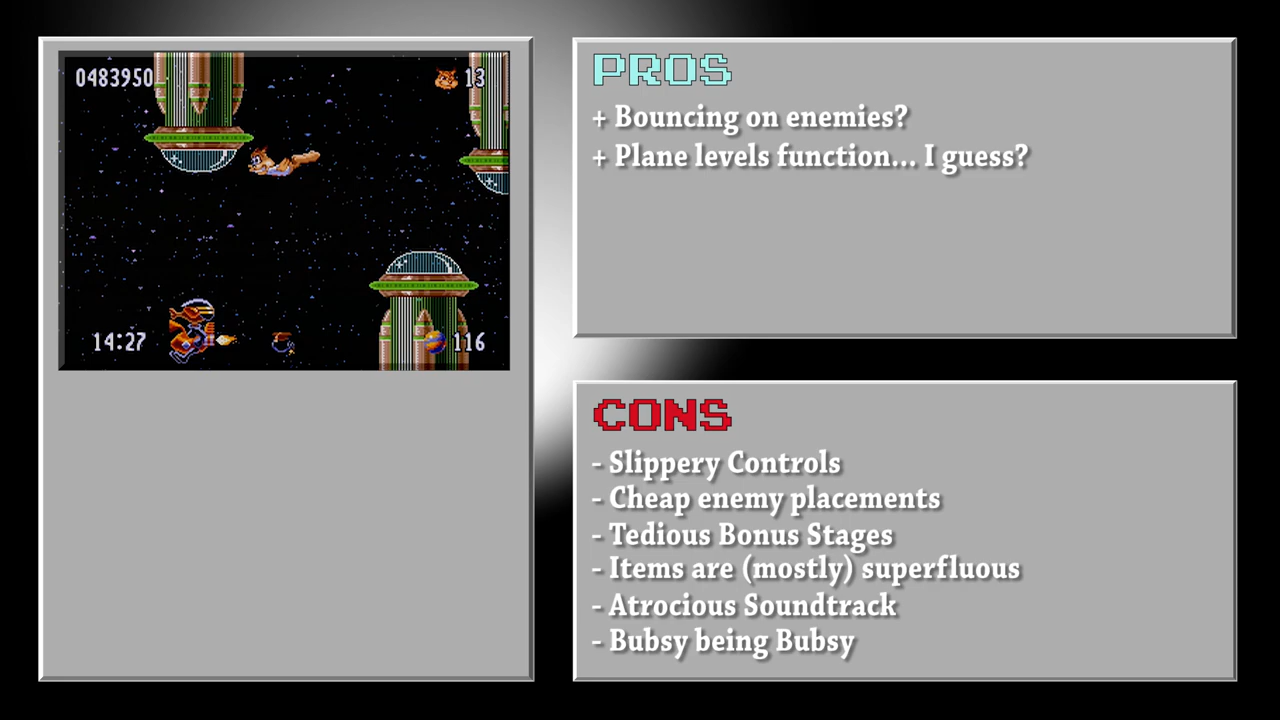 0483950
13
14:27
116
PROS
+ Bouncing on enemies?
+ Plane levels function... I guess?
CONS
- Slippery Controls
- Cheap enemy placements
- Tedious Bonus Stages
- Items are (mostly) superfluous
- Atrocious Soundtrack
- Bubsy being Bubsy